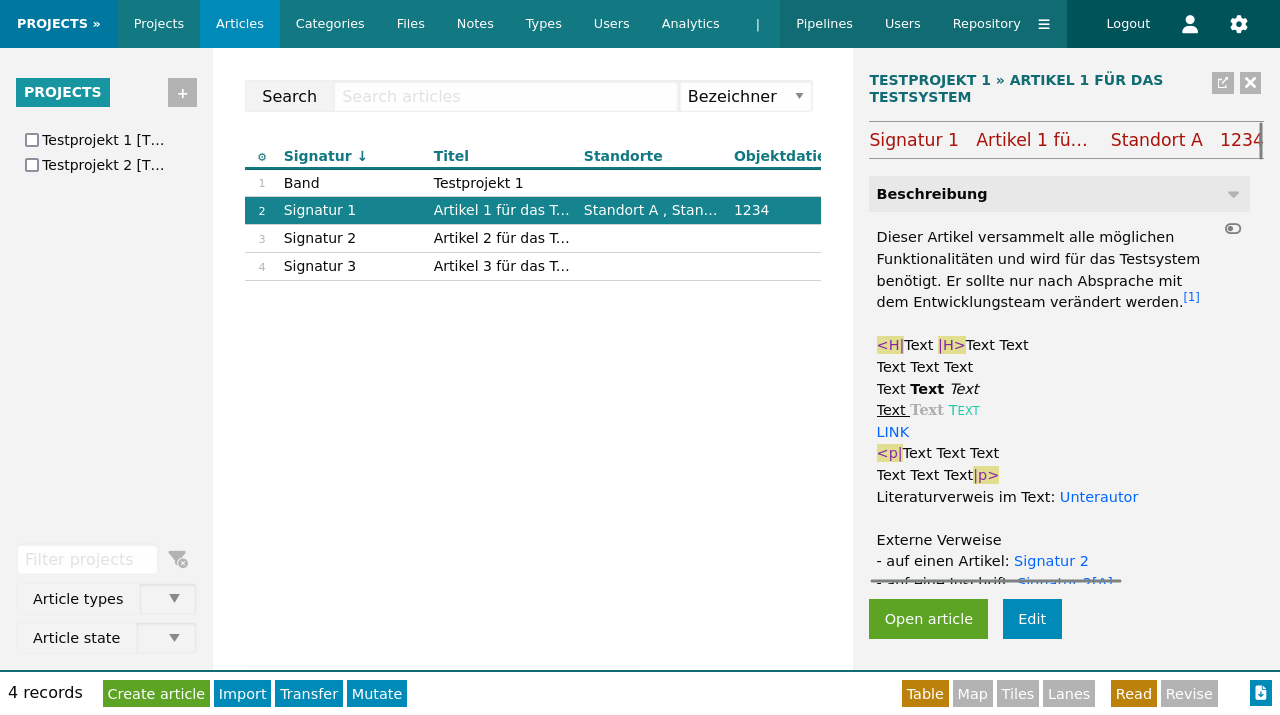 PROJECTS » Projects Articles Categories Files Notes Types Users Analytics | Pipelines Users Repository Logout
PROJECTS +
Testprojekt 1 [T…
Testprojekt 2 [T…
Filter projects
Article types
Article state
Search Search articles Bezeichner
Signatur ↓ Titel Standorte Objektdatie
1 Band Testprojekt 1
2 Signatur 1 Artikel 1 für das T… Standort A , Stan… 1234
3 Signatur 2 Artikel 2 für das T…
4 Signatur 3 Artikel 3 für das T…
TESTPROJEKT 1 » ARTIKEL 1 FÜR DAS
TESTSYSTEM
Signatur 1 Artikel 1 fü… Standort A 1234
Beschreibung
Dieser Artikel versammelt alle möglichen
Funktionalitäten und wird für das Testsystem
benötigt. Er sollte nur nach Absprache mit
dem Entwicklungsteam verändert werden.[1]
<H|Text |H>Text Text
Text Text Text
Text Text Text
Text Text TEXT
LINK
<p|Text Text Text
Text Text Text|p>
Literaturverweis im Text: Unterautor
Externe Verweise
- auf einen Artikel: Signatur 2
- auf eine Inschrift: Signatur 2[A]
Open article Edit
4 records Create article Import Transfer Mutate Table Map Tiles Lanes Read Revise